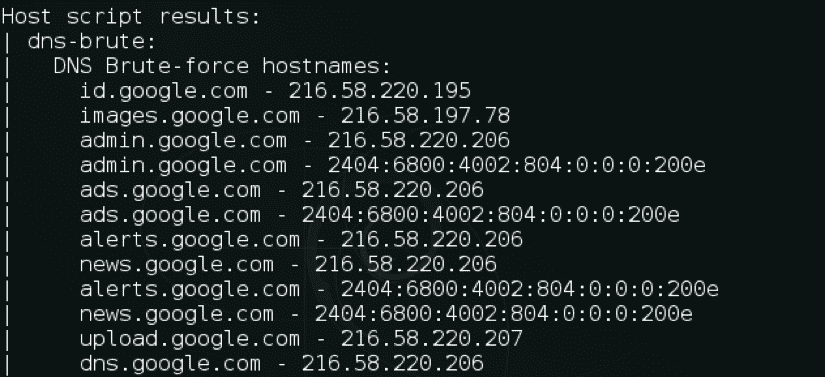 Host script results:
| dns-brute:
|   DNS Brute-force hostnames:
|     id.google.com - 216.58.220.195
|     images.google.com - 216.58.197.78
|     admin.google.com - 216.58.220.206
|     admin.google.com - 2404:6800:4002:804:0:0:0:200e
|     ads.google.com - 216.58.220.206
|     ads.google.com - 2404:6800:4002:804:0:0:0:200e
|     alerts.google.com - 216.58.220.206
|     news.google.com - 216.58.220.206
|     alerts.google.com - 2404:6800:4002:804:0:0:0:200e
|     news.google.com - 2404:6800:4002:804:0:0:0:200e
|     upload.google.com - 216.58.220.207
|     dns.google.com - 216.58.220.206